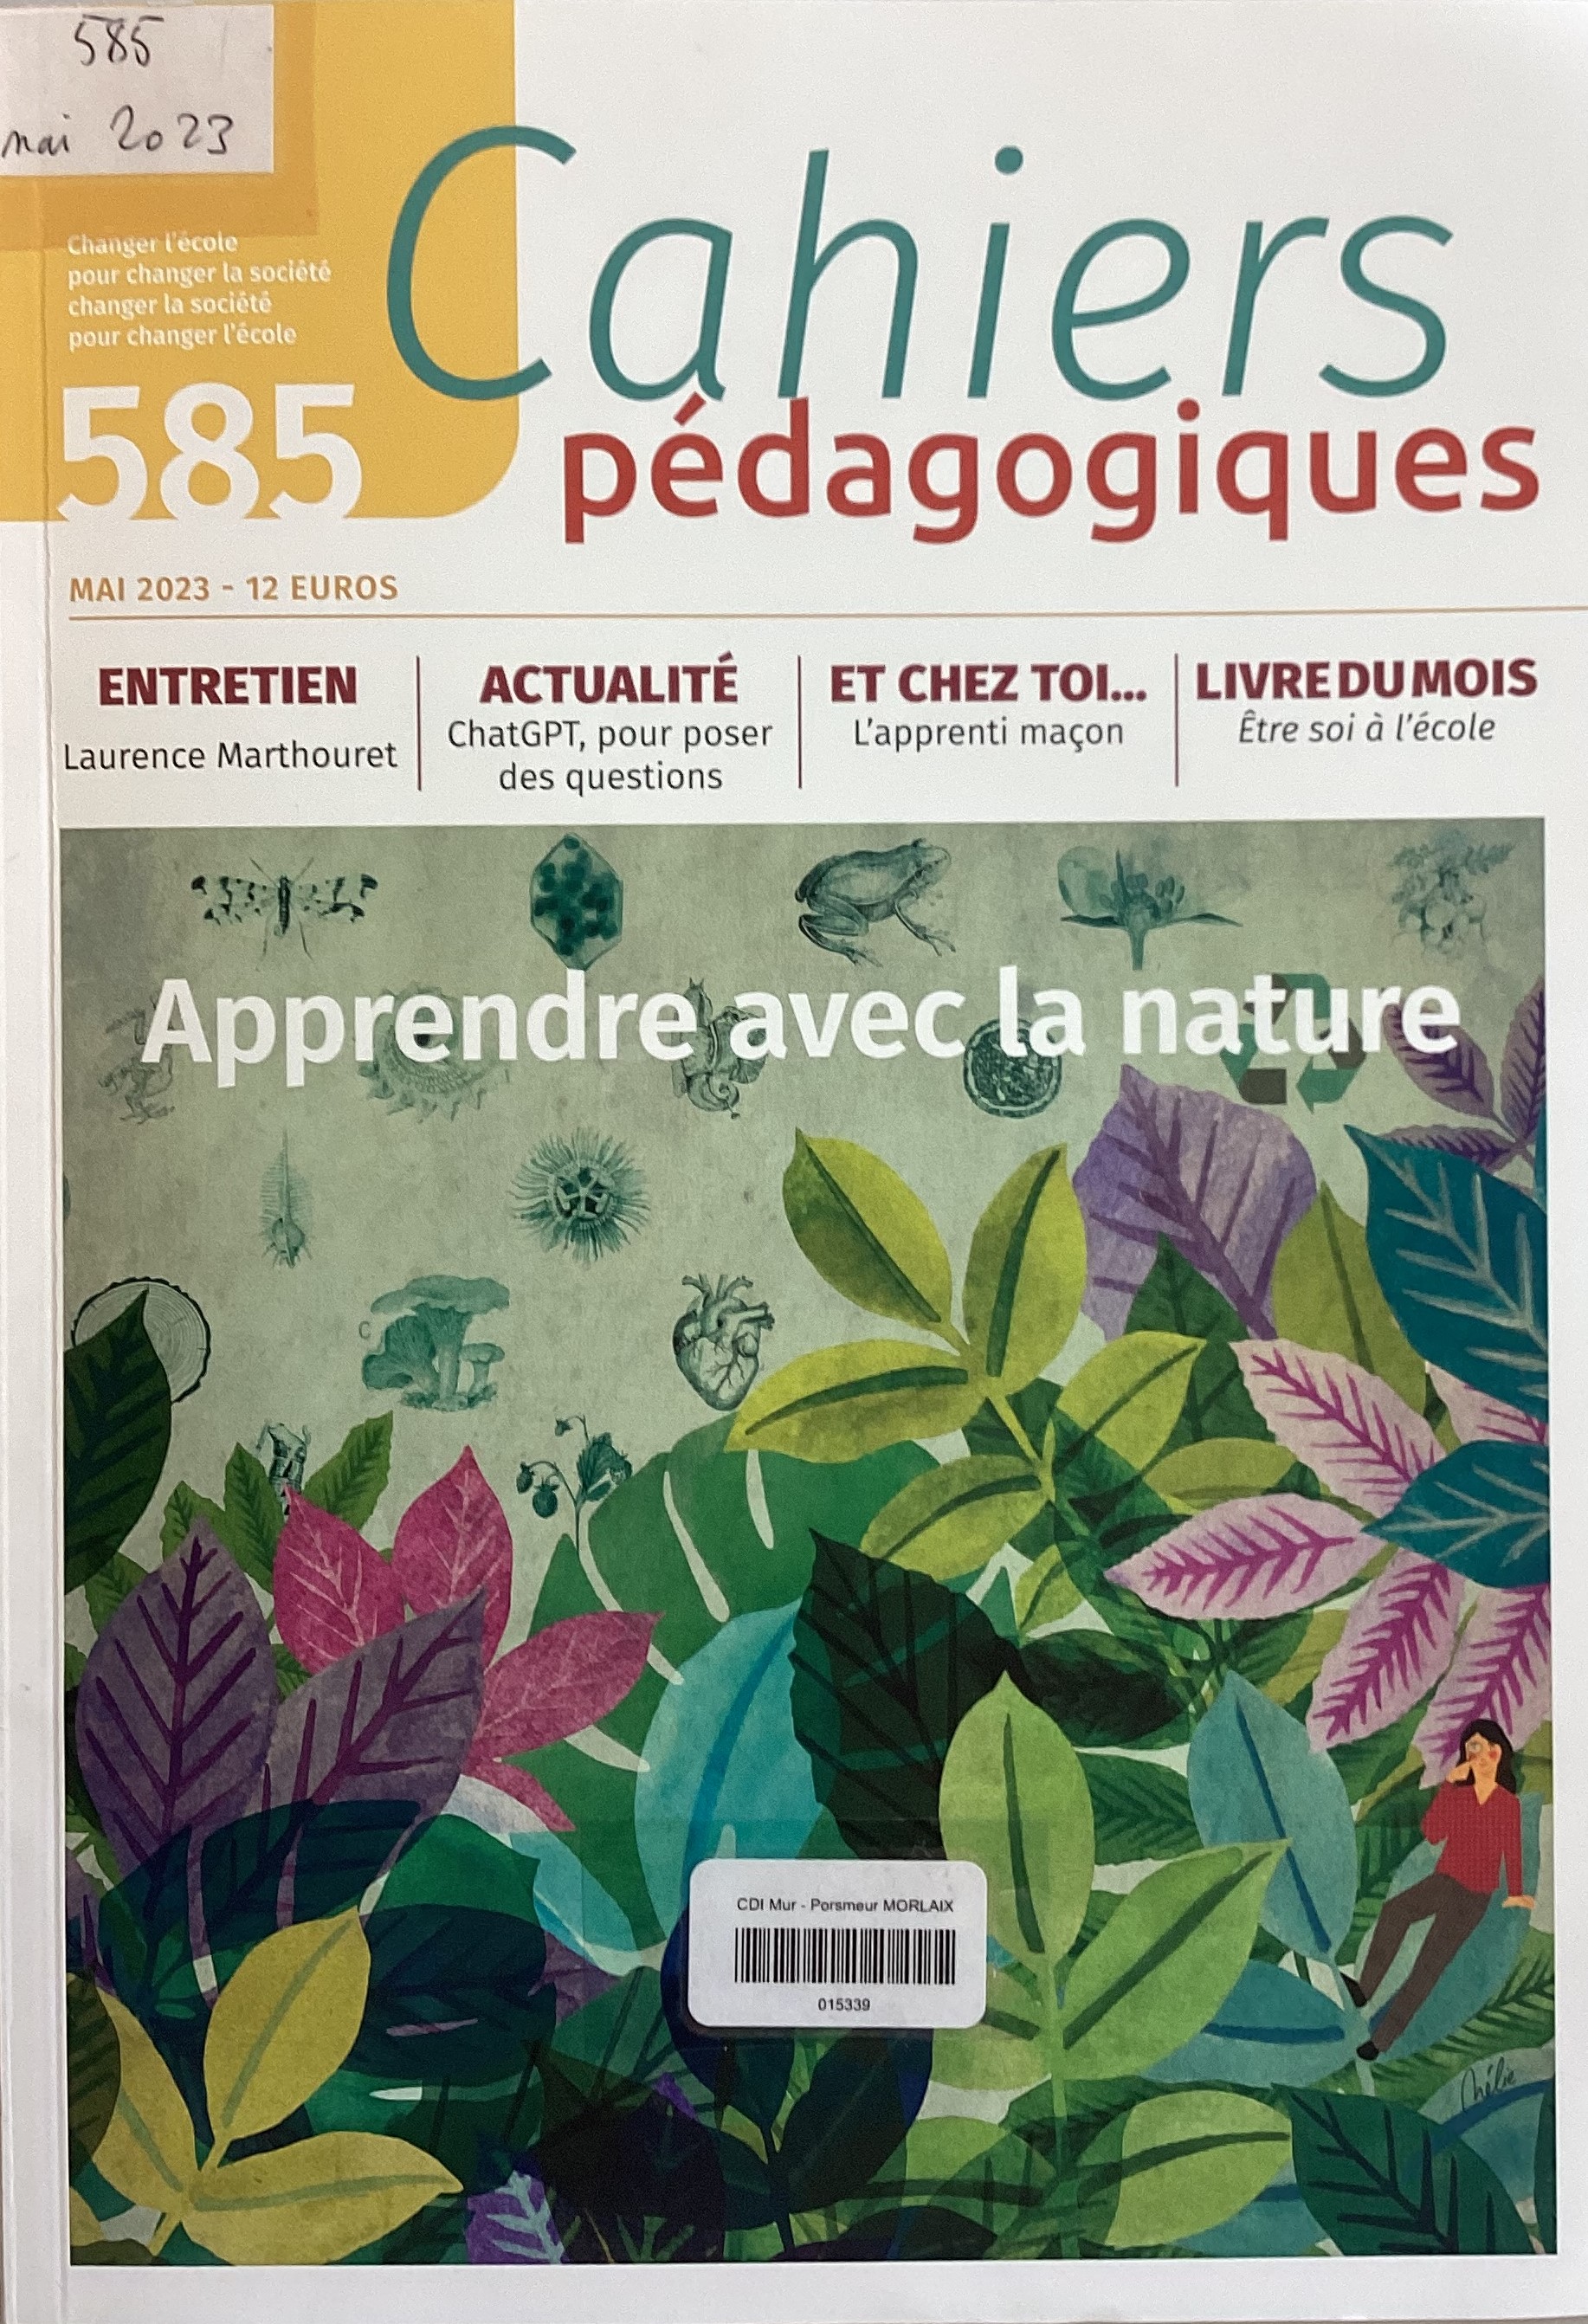 585
mai 2023
Changer l'école
pour changer la société
changer la société
pour changer l'école
585
Cahiers
pédagogiques
MAI 2023 - 12 EUROS
ENTRETIEN
Laurence Marthouret
ACTUALITÉ
ChatGPT, pour poser
des questions
ET CHEZ TOI...
L'apprenti maçon
LIVRE DU MOIS
Être soi à l'école
Apprendre avec la nature
C
CDI Mur - Porsmeur MORLAIX
015339
Mélie